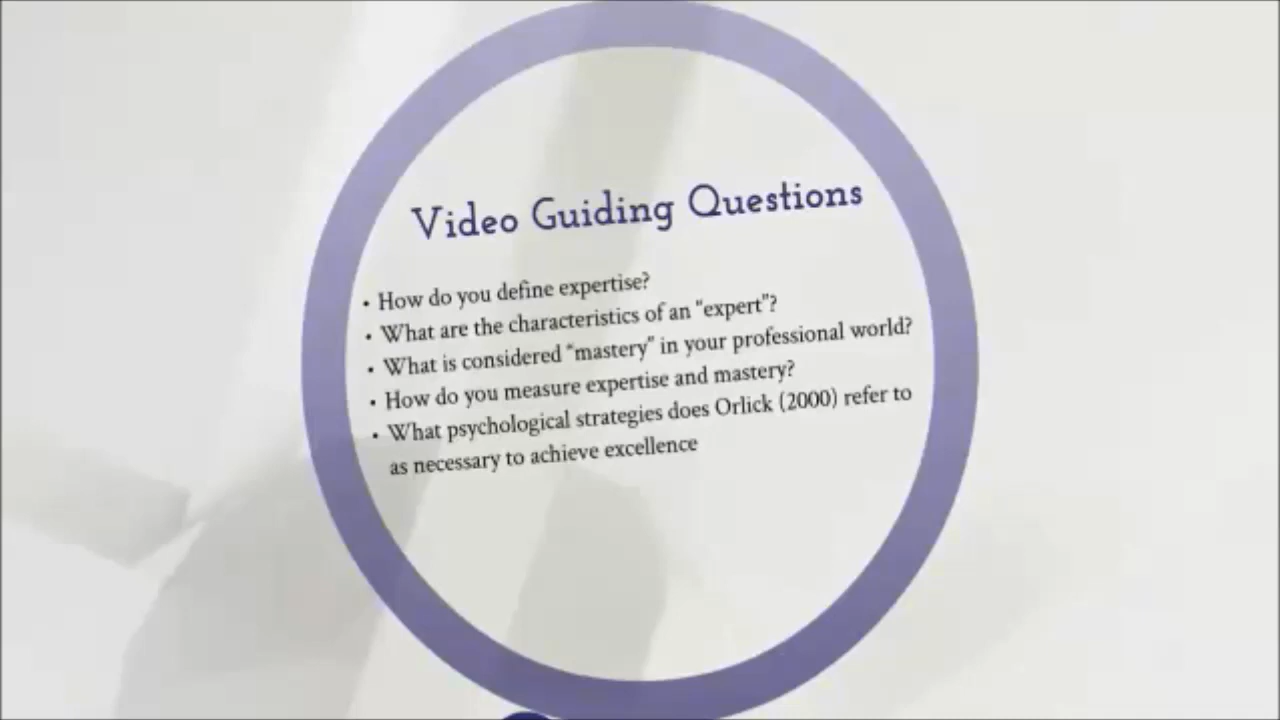 Video Guiding Questions
• How do you define expertise?
• What are the characteristics of an "expert"?
• What is considered "mastery" in your professional world?
• How do you measure expertise and mastery?
• What psychological strategies does Orlick (2000) refer to
as necessary to achieve excellence